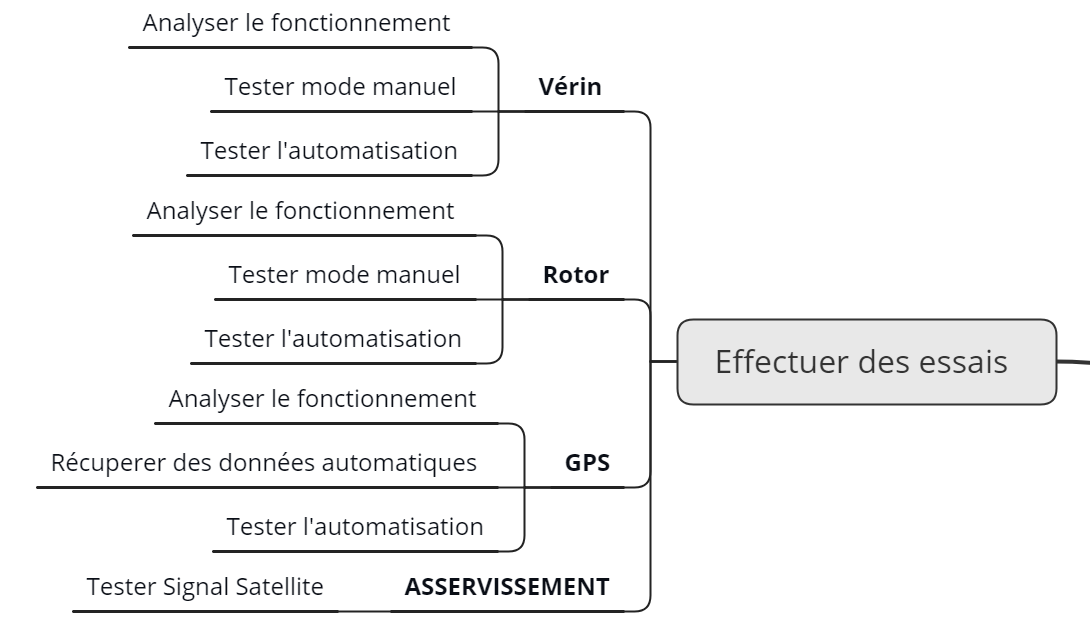 Analyser le fonctionnement
Tester mode manuel
Vérin
Tester l'automatisation
Analyser le fonctionnement
Tester mode manuel
Rotor
Tester l'automatisation
Effectuer des essais
Analyser le fonctionnement
Récuperer des données automatiques
GPS
Tester l'automatisation
Tester Signal Satellite
ASSERVISSEMENT